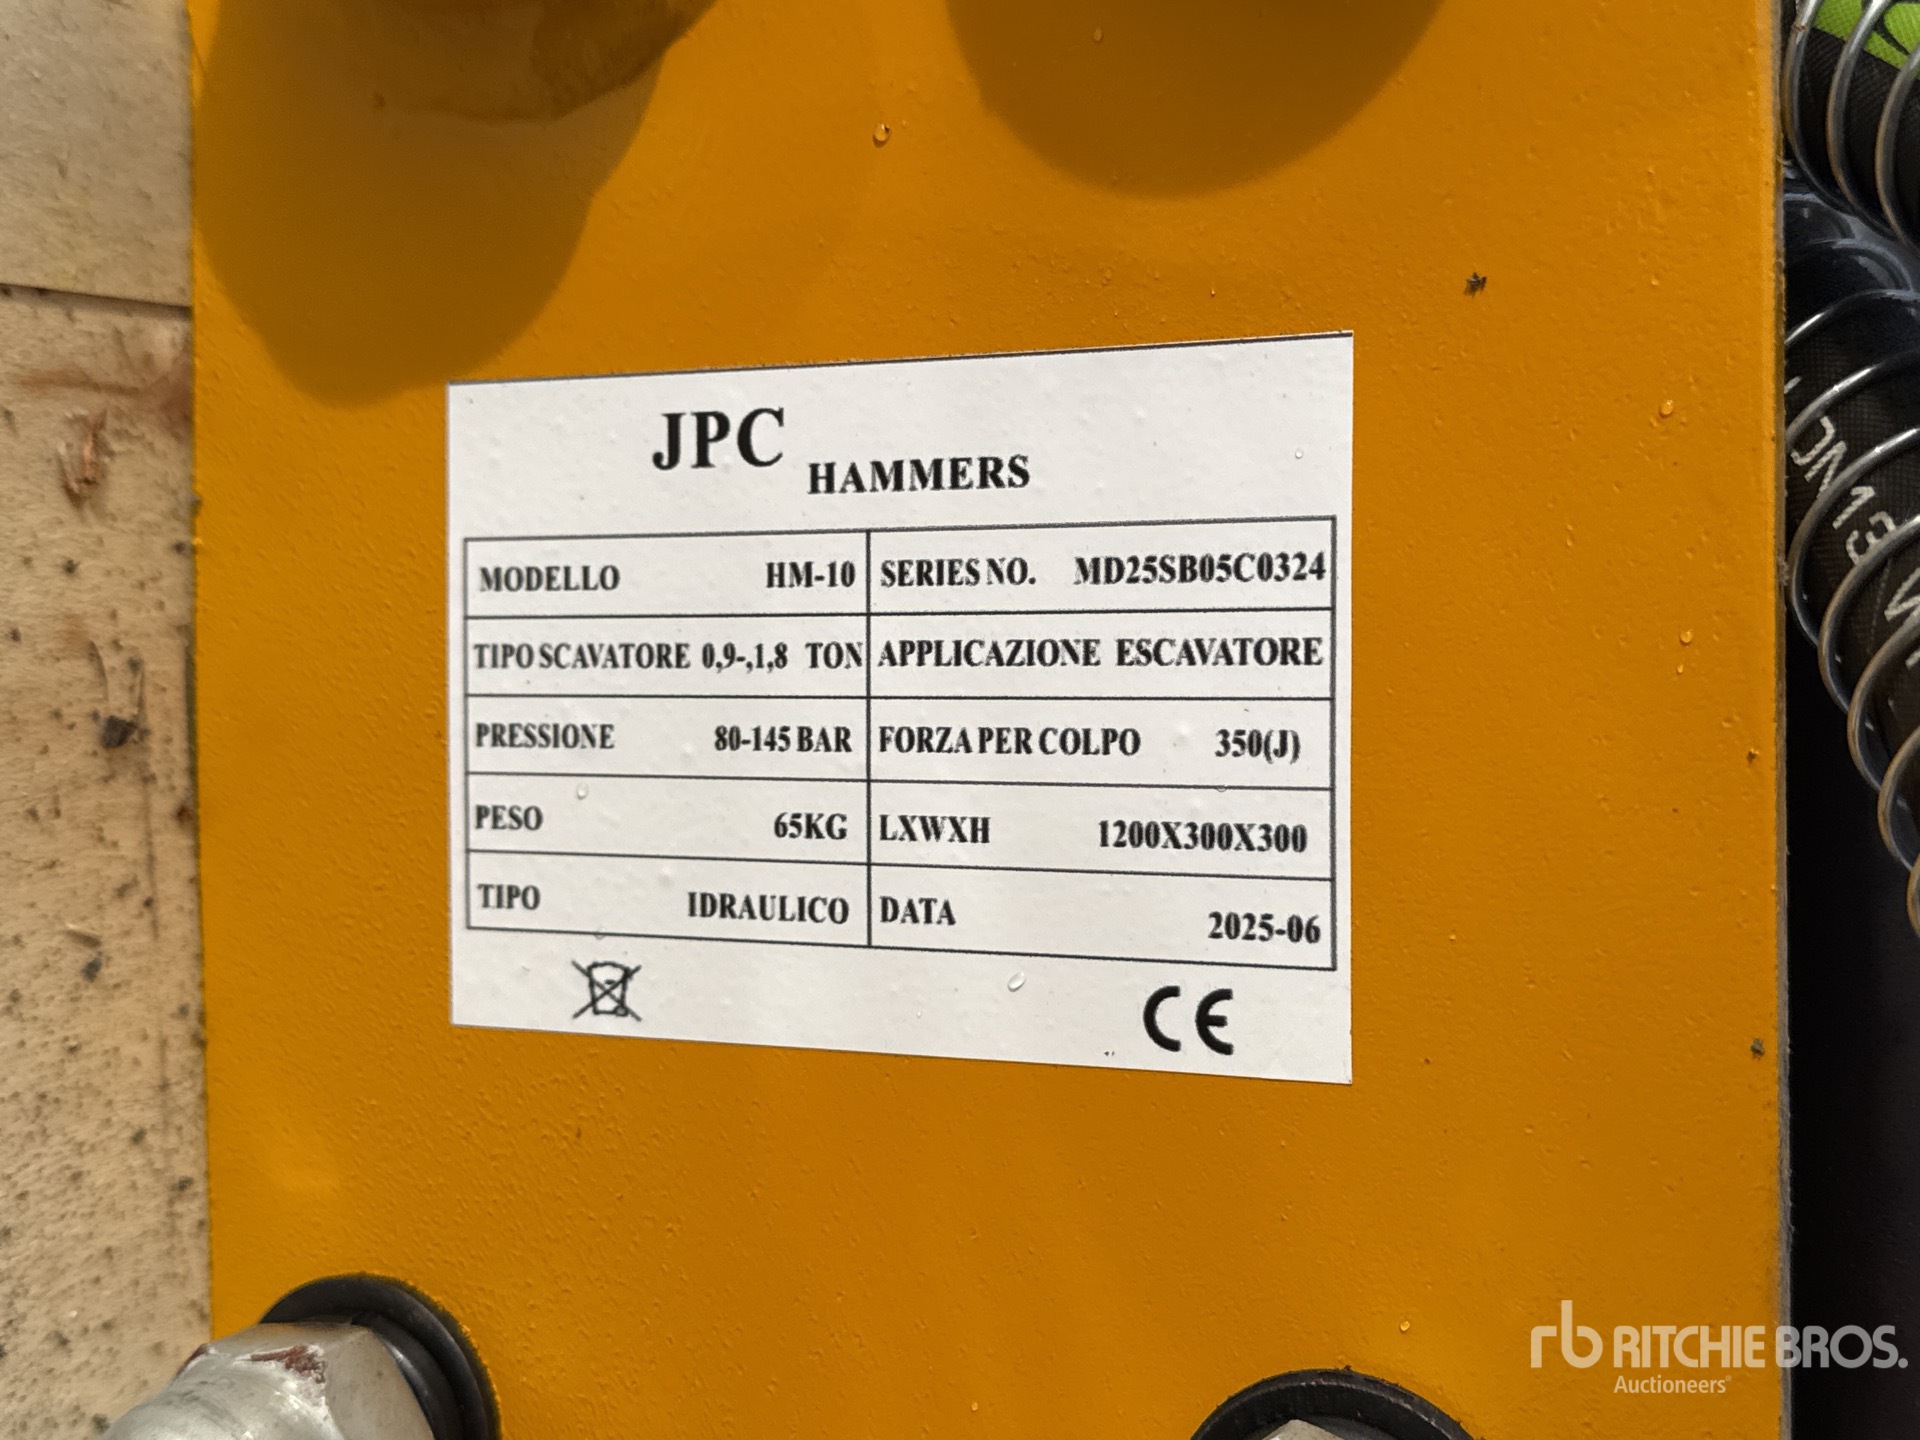 JPC HAMMERS
MODELLO HM-10 SERIES NO. MD25SB05C0324
TIPO SCAVATORE 0,9-,1,8 TON APPLICAZIONE ESCAVATORE
PRESSIONE 80-145 BAR FORZA PER COLPO 350(J)
PESO 65KG LXWXH 1200X300X300
TIPO IDRAULICO DATA 2025-06
CE
rb RITCHIE BROS.
Auctioneers